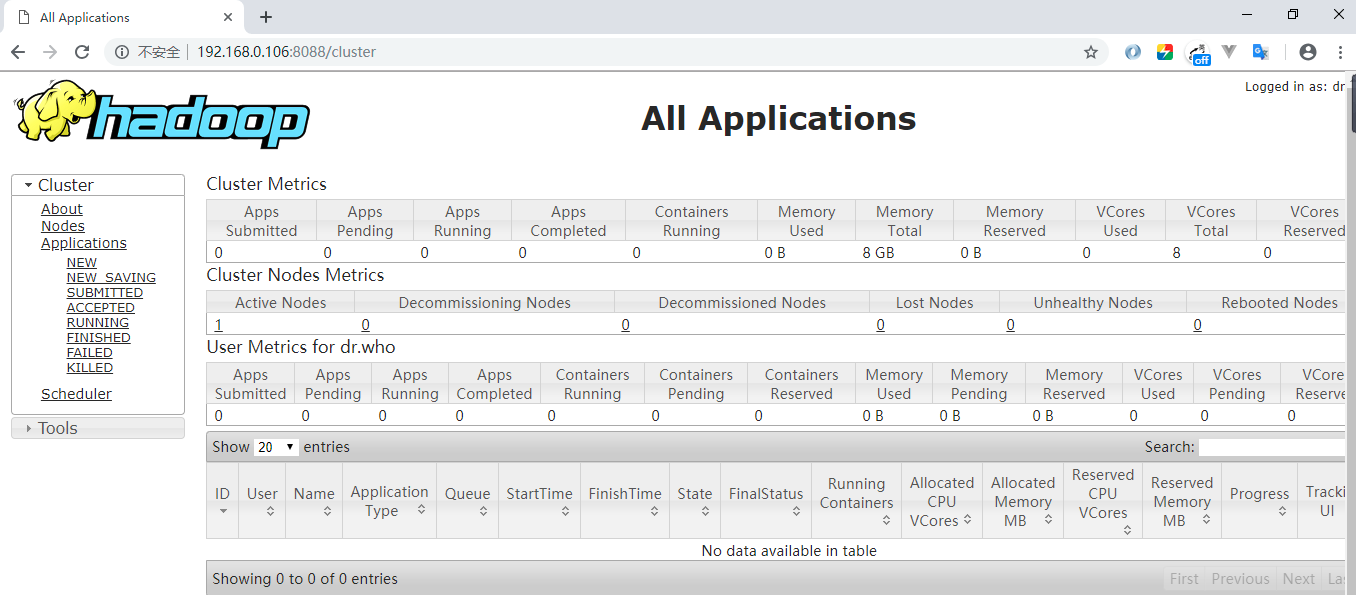 All Applications
不安全 192.168.0.106:8088/cluster
off
Logged in as: dr
hadoop
All Applications
Cluster
About
Nodes
Applications
NEW
NEW_SAVING
SUBMITTED
ACCEPTED
RUNNING
FINISHED
FAILED
KILLED
Scheduler
Tools
Cluster Metrics
Apps Submitted Apps Pending Apps Running Apps Completed Containers Running Memory Used Memory Total Memory Reserved VCores Used VCores Total VCores Reserved
0 0 0 0 0 0 B 8 GB 0 B 0 8 0
Cluster Nodes Metrics
Active Nodes Decommissioning Nodes Decommissioned Nodes Lost Nodes Unhealthy Nodes Rebooted Nodes
1 0 0 0 0 0
User Metrics for dr.who
Apps Submitted Apps Pending Apps Running Apps Completed Containers Running Containers Pending Containers Reserved Memory Used Memory Pending Memory Reserved VCores Used VCores Pending VCore Reserve
0 0 0 0 0 0 0 0 B 0 B 0 B 0 0 0
Show 20 entries Search:
ID User Name Application Type Queue StartTime FinishTime State FinalStatus Running Containers Allocated CPU VCores Allocated Memory MB Reserved CPU VCores Reserved Memory MB Progress Tracki UI
No data available in table
Showing 0 to 0 of 0 entries First Previous Next Las